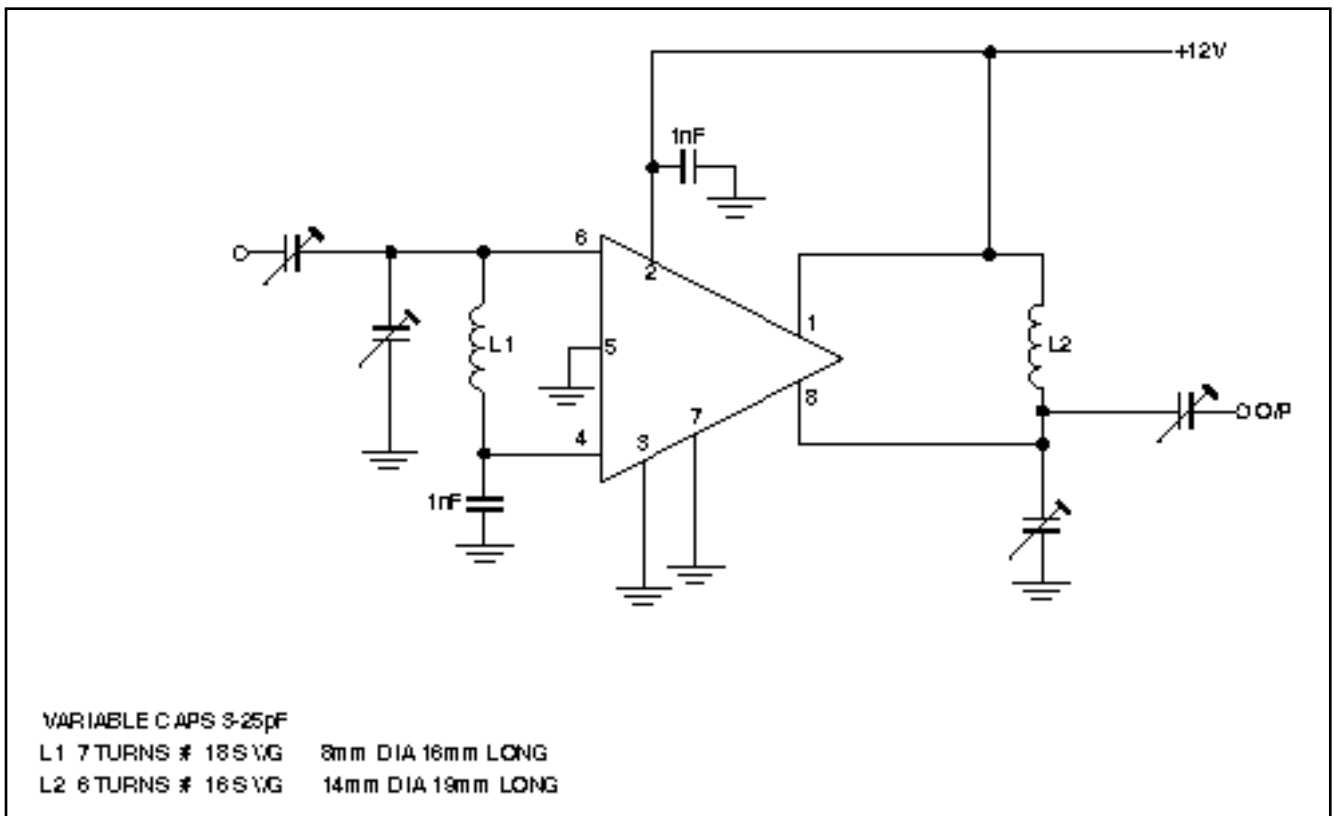 +12V
1nF
6
2
1
L1
5
L2
8
O/P
7
4
3
1nF
VARIABLE CAPS 3-25pF
L1 7 TURNS # 18 SWG 8mm DIA 16mm LONG
L2 6 TURNS # 16 SWG 14mm DIA 19mm LONG